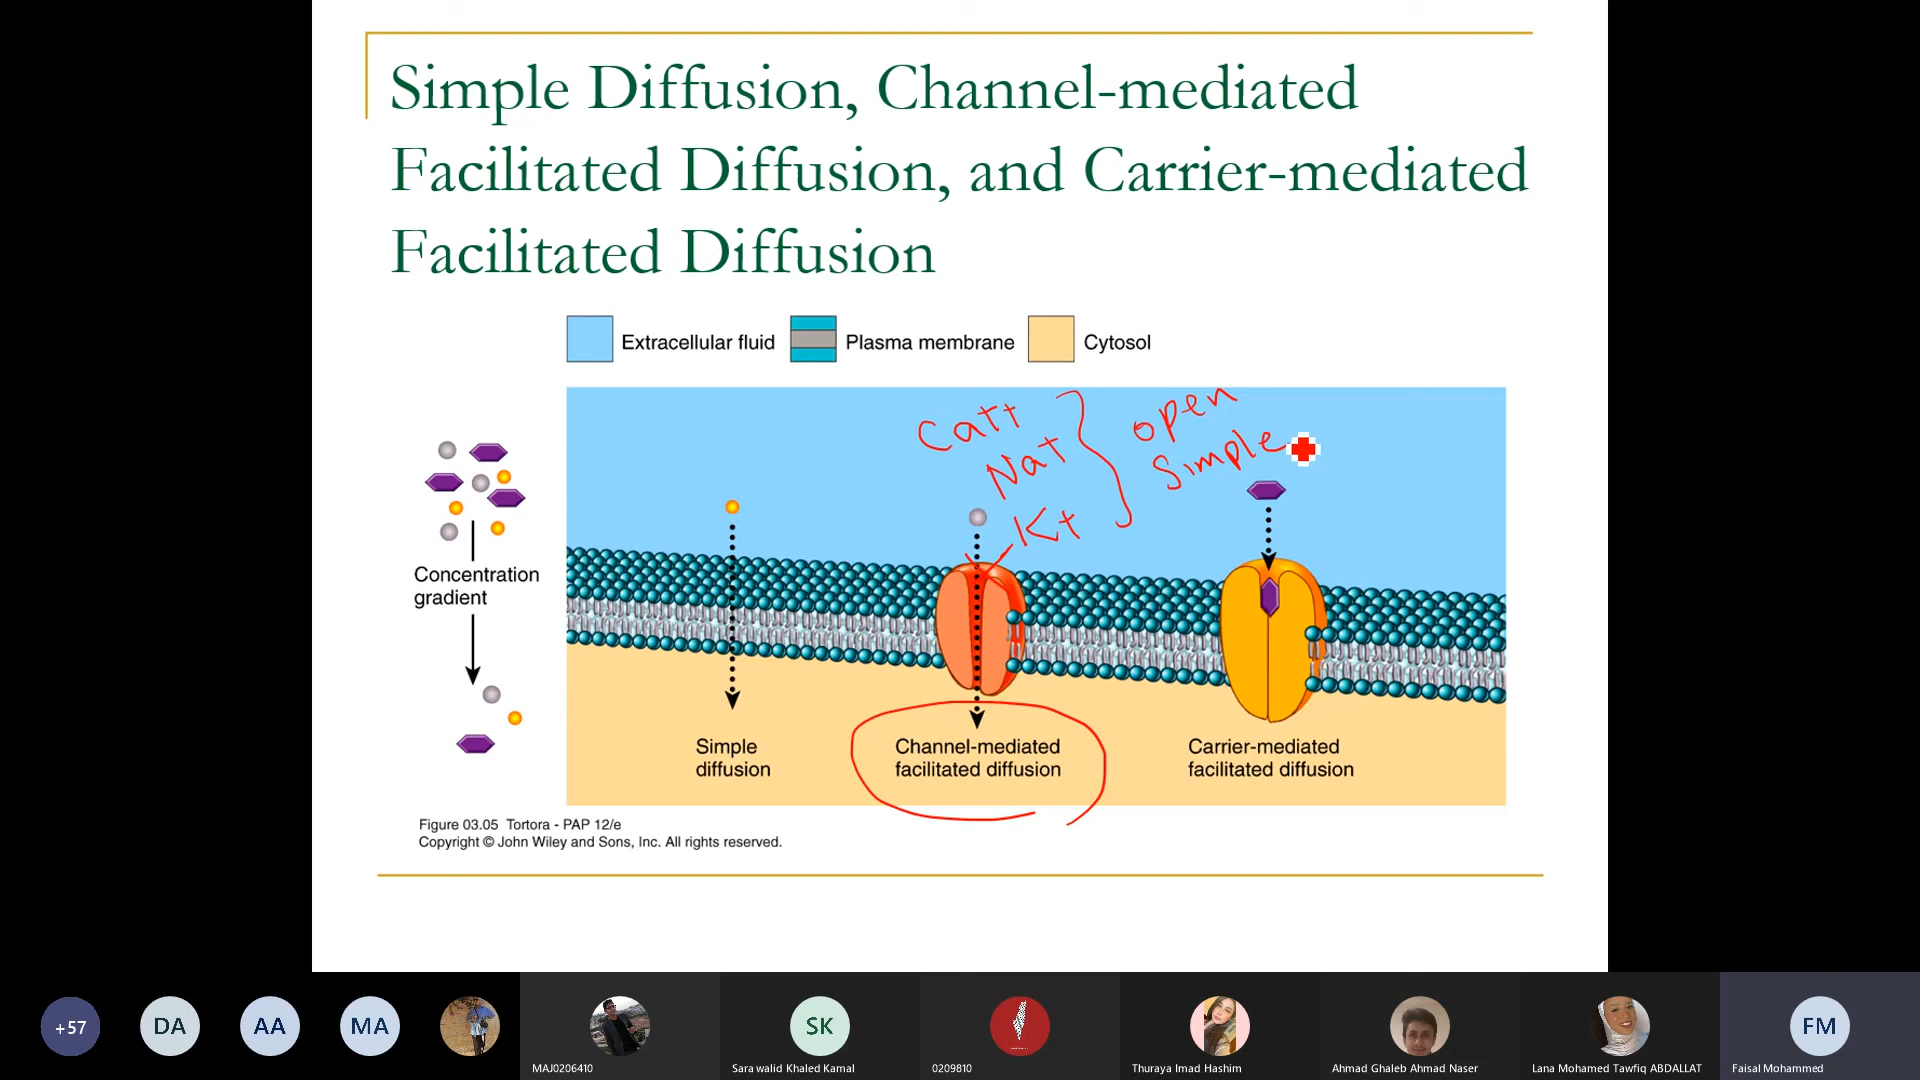 Simple Diffusion, Channel-mediated
Facilitated Diffusion, and Carrier-mediated
Facilitated Diffusion
Extracellular fluid
Plasma membrane
Cytosol
Ca++
Na+
K+
open
simple
Concentration
gradient
Simple
diffusion
Channel-mediated
facilitated diffusion
Carrier-mediated
facilitated diffusion
Figure 03.05 Tortora - PAP 12/e
Copyright © John Wiley and Sons, Inc. All rights reserved.
+57
DA
AA
MA
MAJ0206410
SK
Sara walid Khaled Kamal
0209810
Thuraya Imad Hashim
Ahmad Ghaleb Ahmad Naser
Lana Mohamed Tawfiq ABDALLAT
FM
Faisal Mohammed